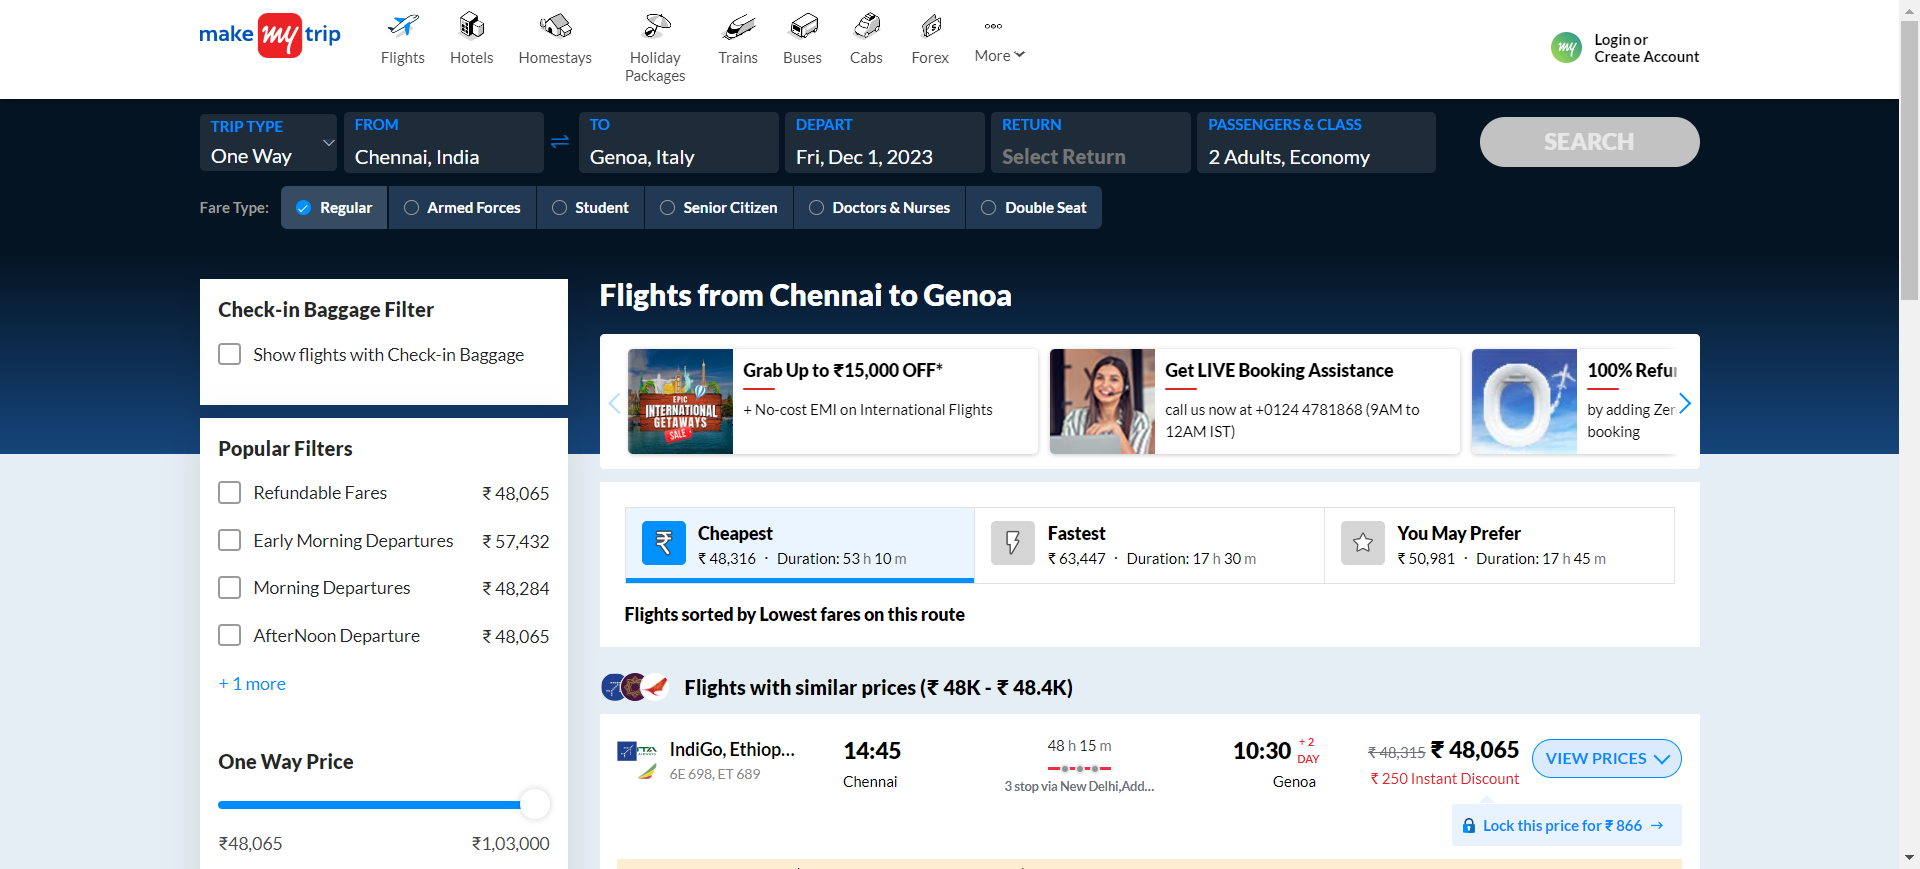 make my trip
Flights
Hotels
Homestays
Holiday
Packages
Trains
Buses
Cabs
Forex
More
my
Login or
Create Account
TRIP TYPE
One Way
FROM
Chennai, India
TO
Genoa, Italy
DEPART
Fri, Dec 1, 2023
RETURN
Select Return
PASSENGERS & CLASS
2 Adults, Economy
SEARCH
Fare Type:
Regular
Armed Forces
Student
Senior Citizen
Doctors & Nurses
Double Seat
Check-in Baggage Filter
Show flights with Check-in Baggage
Popular Filters
Refundable Fares ₹ 48,065
Early Morning Departures ₹ 57,432
Morning Departures ₹ 48,284
AfterNoon Departure ₹ 48,065
+ 1 more
One Way Price
₹48,065 ₹1,03,000
Flights from Chennai to Genoa
EPIC
INTERNATIONAL
GETAWAYS
SALE
Grab Up to ₹15,000 OFF*
+ No-cost EMI on International Flights
Get LIVE Booking Assistance
call us now at +0124 4781868 (9AM to
12AM IST)
100% Refu
by adding Zer
booking
Cheapest
₹ 48,316 · Duration: 53 h 10 m
Fastest
₹ 63,447 · Duration: 17 h 30 m
You May Prefer
₹ 50,981 · Duration: 17 h 45 m
Flights sorted by Lowest fares on this route
Flights with similar prices (₹ 48K - ₹ 48.4K)
IndiGo, Ethiop...
6E 698, ET 689
14:45
Chennai
48 h 15 m
3 stop via New Delhi,Add...
10:30 + 2
DAY
Genoa
₹ 48,315 ₹ 48,065
₹ 250 Instant Discount
VIEW PRICES
Lock this price for ₹ 866 →